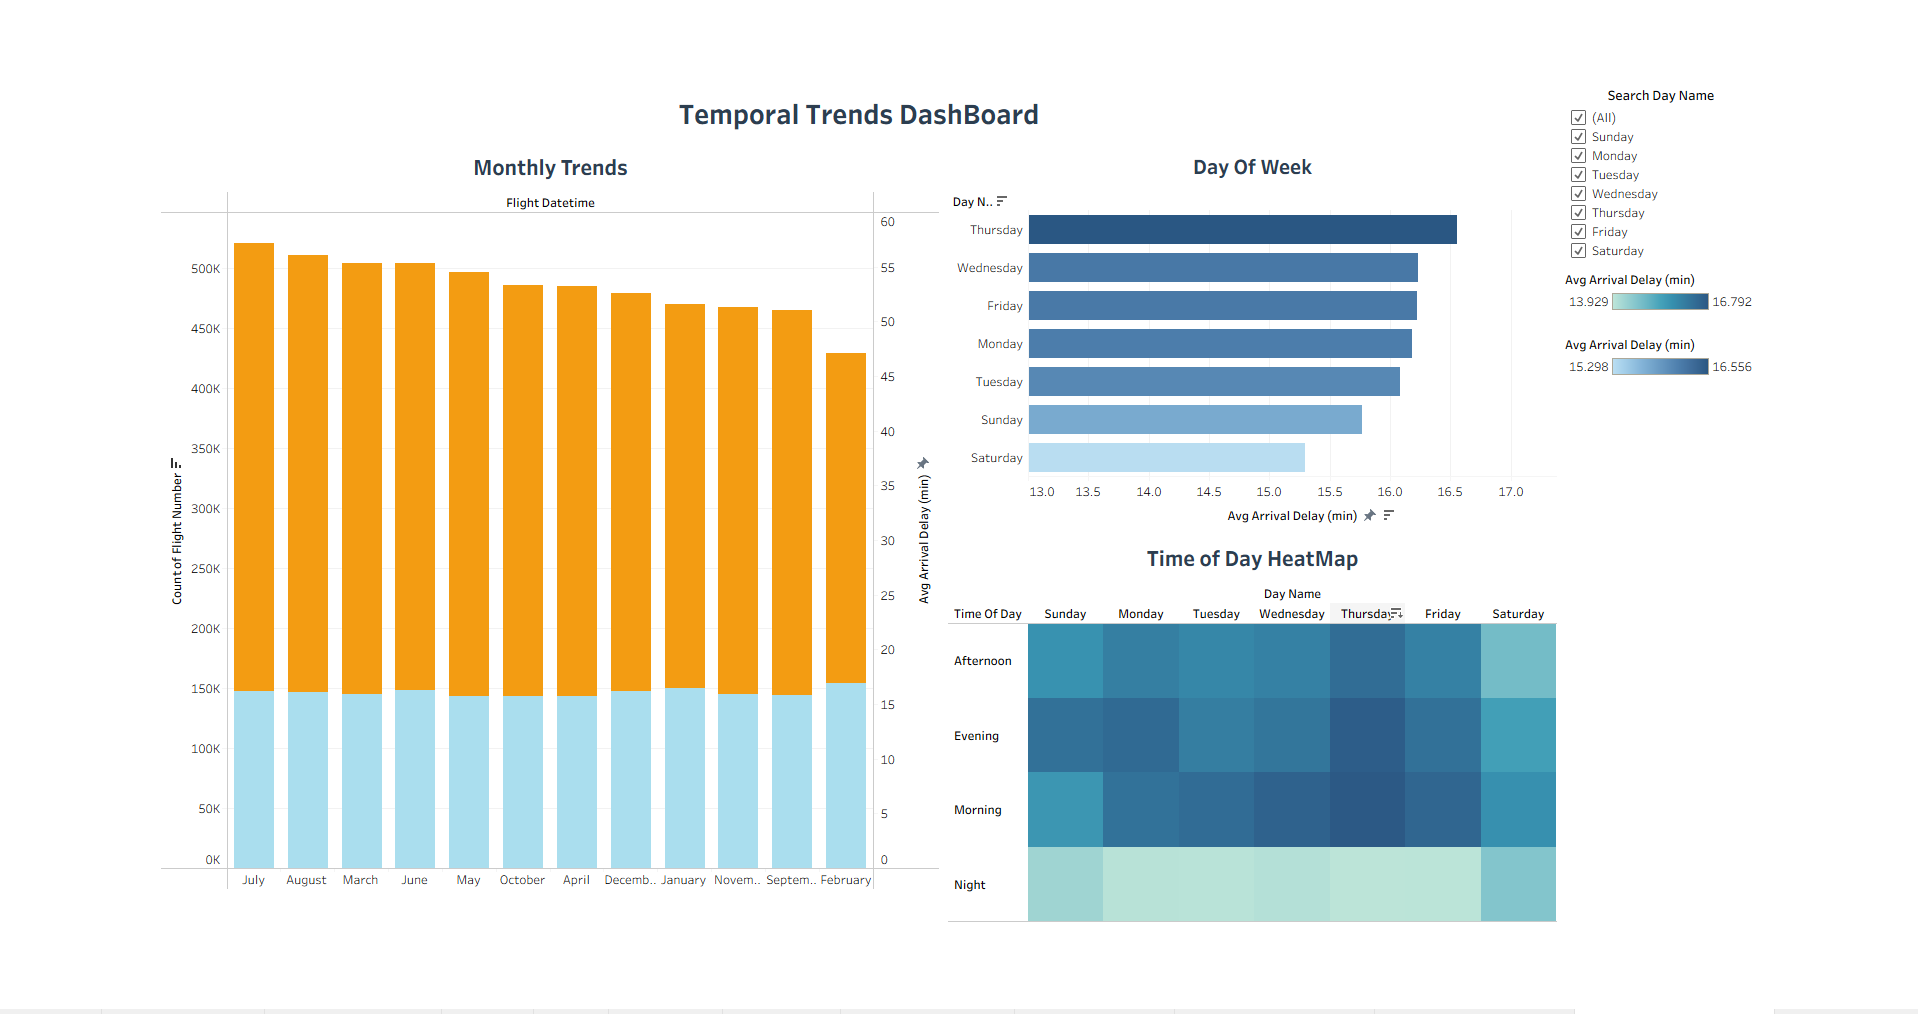 Temporal Trends DashBoard
Monthly Trends
Flight Datetime
Count of Flight Number
500K
450K
400K
350K
300K
250K
200K
150K
100K
50K
0K
60
55
50
45
40
35
30
25
20
15
10
5
0
Avg Arrival Delay (min)
July August March June May October April Decemb.. January Novem.. Septem.. February
Day Of Week
Day N..
Thursday
Wednesday
Friday
Monday
Tuesday
Sunday
Saturday
13.0 13.5 14.0 14.5 15.0 15.5 16.0 16.5 17.0
Avg Arrival Delay (min)
Time of Day HeatMap
Day Name
Time Of Day Sunday Monday Tuesday Wednesday Thursday Friday Saturday
Afternoon
Evening
Morning
Night
Search Day Name
(All)
Sunday
Monday
Tuesday
Wednesday
Thursday
Friday
Saturday
Avg Arrival Delay (min)
13.929 16.792
Avg Arrival Delay (min)
15.298 16.556